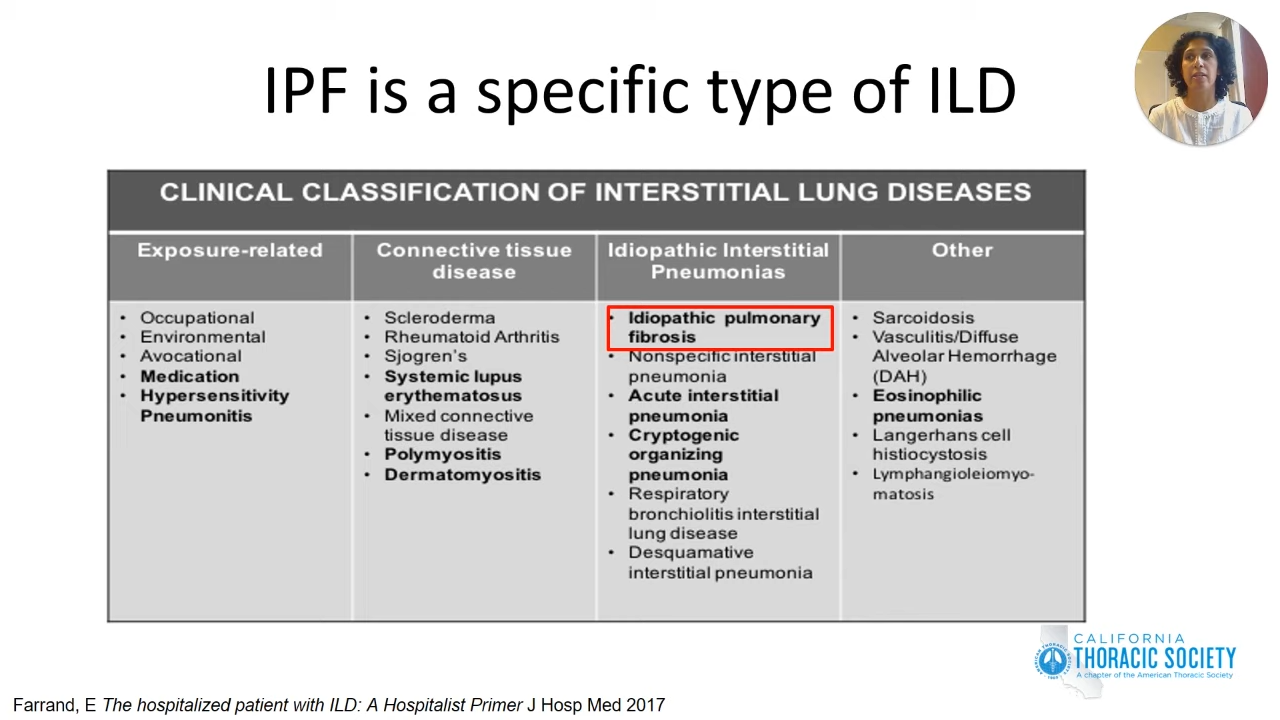 IPF is a specific type of ILD
CLINICAL CLASSIFICATION OF INTERSTITIAL LUNG DISEASES
Exposure-related
Connective tissue
disease
Idiopathic Interstitial
Pneumonias
Other
• Occupational
• Environmental
• Avocational
• Medication
• Hypersensitivity
Pneumonitis
• Scleroderma
• Rheumatoid Arthritis
• Sjogren's
• Systemic lupus
erythematosus
• Mixed connective
tissue disease
• Polymyositis
• Dermatomyositis
• Idiopathic pulmonary
fibrosis
• Nonspecific interstitial
pneumonia
• Acute interstitial
pneumonia
• Cryptogenic
organizing
pneumonia
• Respiratory
bronchiolitis interstitial
lung disease
• Desquamative
interstitial pneumonia
• Sarcoidosis
• Vasculitis/Diffuse
Alveolar Hemorrhage
(DAH)
• Eosinophilic
pneumonias
• Langerhans cell
histiocystosis
• Lymphangioleiomyo-
matosis
CALIFORNIA
THORACIC SOCIETY
A chapter of the American Thoracic Society
Farrand, E The hospitalized patient with ILD: A Hospitalist Primer J Hosp Med 2017